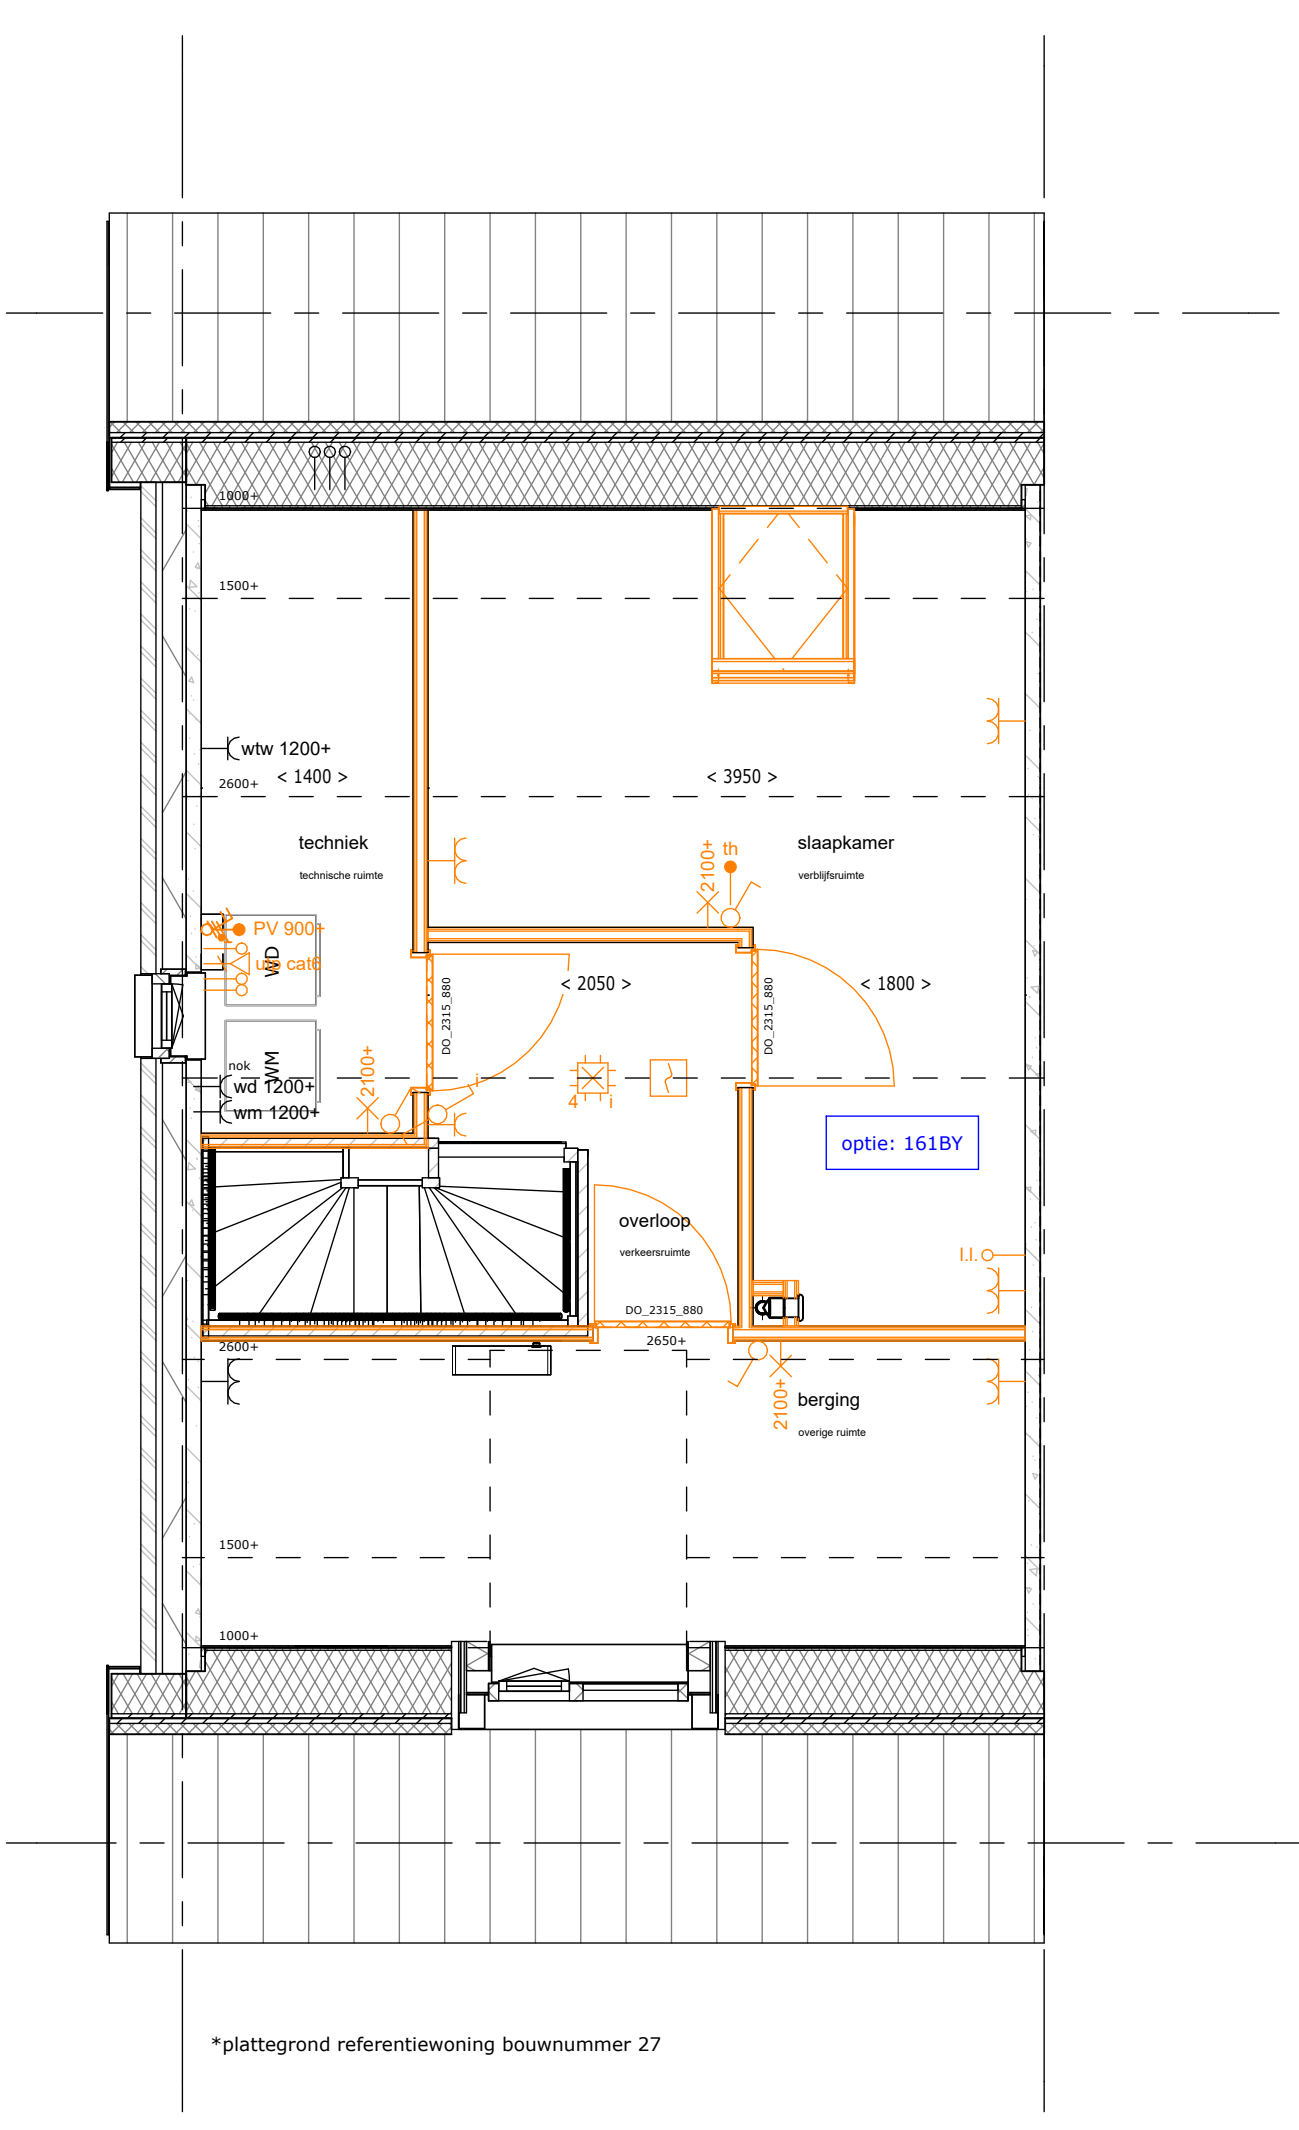 1000+
1500+
wtw 1200+
2600+
< 1400 >
< 3950 >
techniek
technische ruimte
slaapkamer
verblijfsruimte
2100+
th
PV 900+
utp cat6
WD
DO_2315_880
< 2050 >
DO_2315_880
< 1800 >
nok
WM
wd 1200+
wm 1200+
2100+
4
i
optie: 161BY
overloop
verkeersruimte
l.l.
DO_2315_880
2650+
2600+
2100+
berging
overige ruimte
1500+
1000+
*plattegrond referentiewoning bouwnummer 27